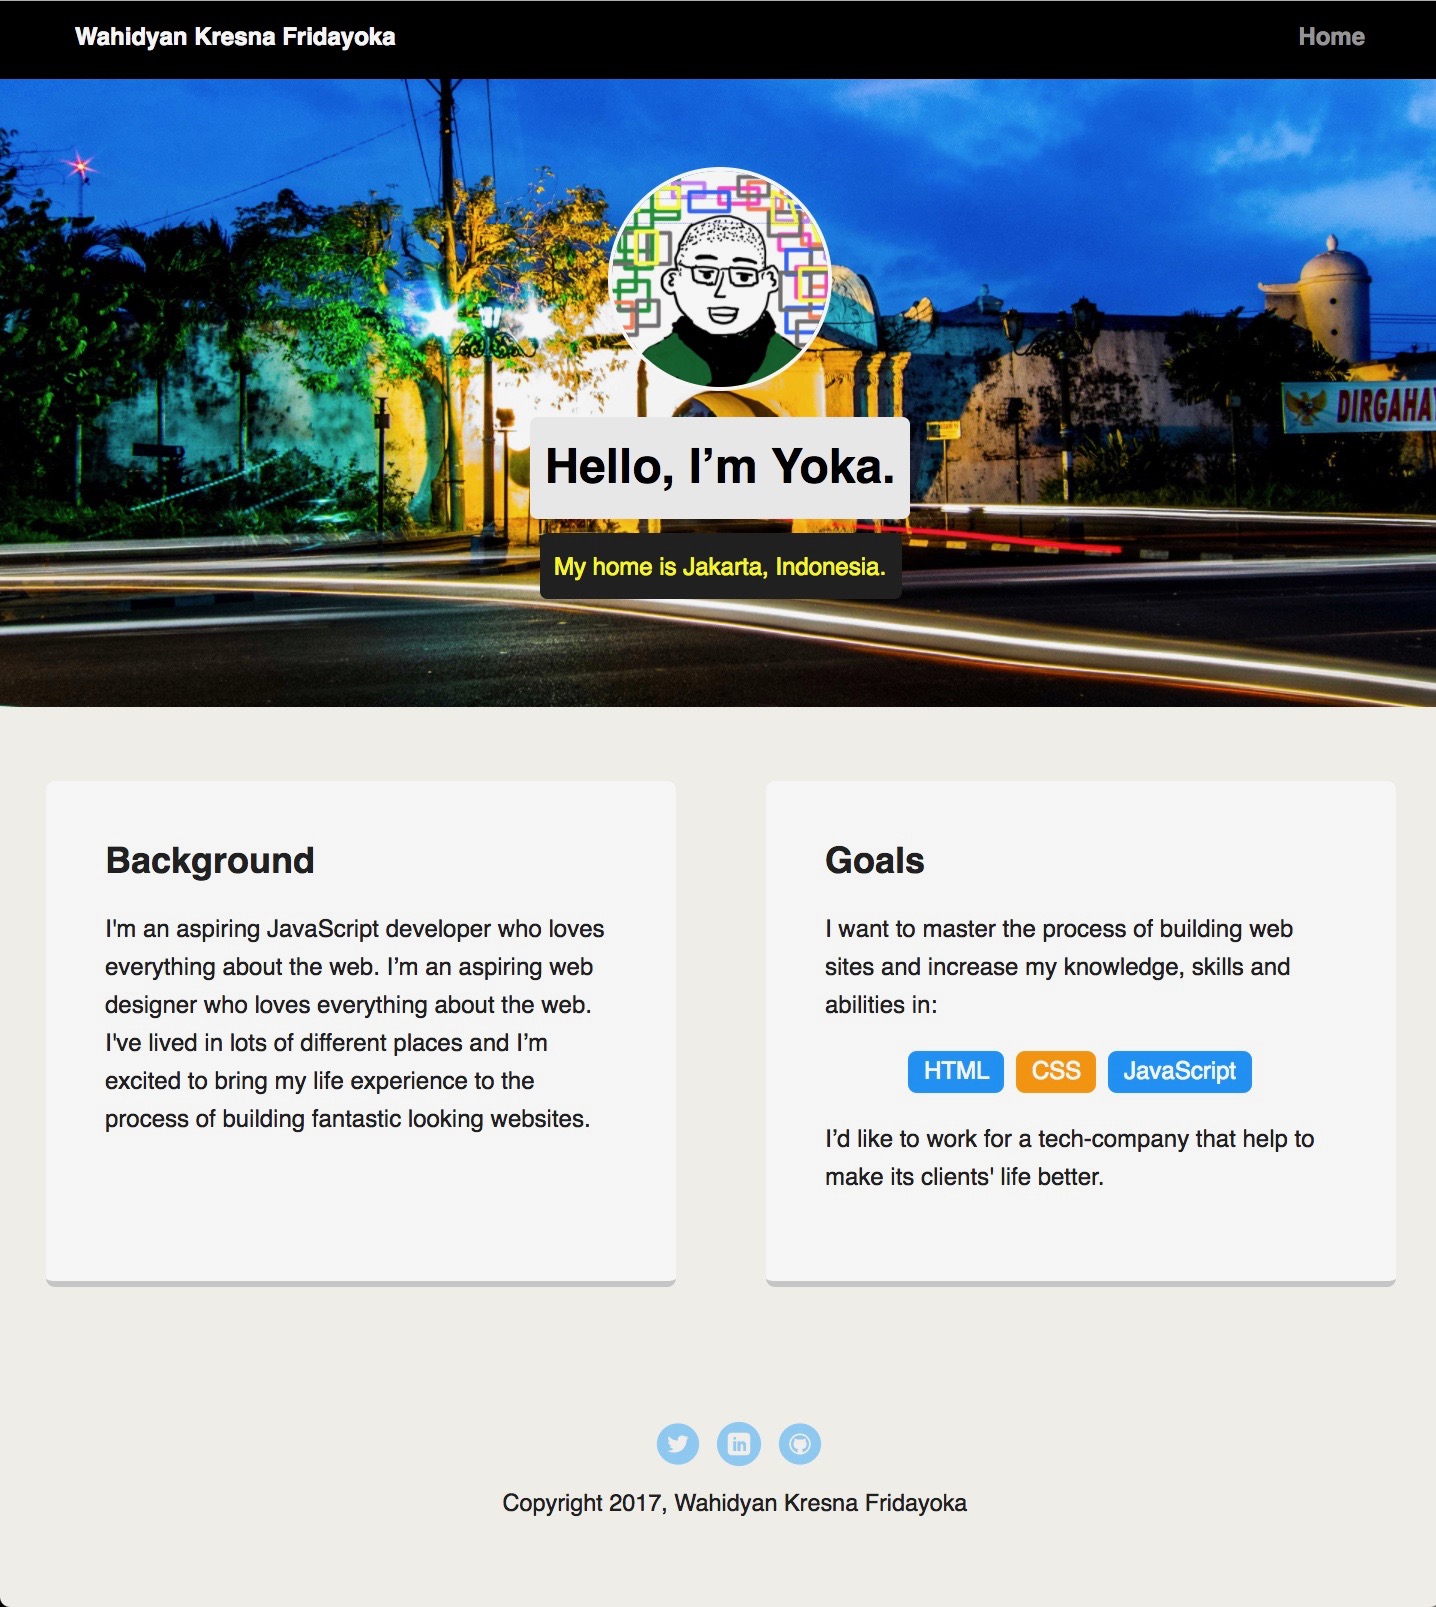 Wahidyan Kresna Fridayoka
Home
DIRGAHA
Hello, I’m Yoka.
My home is Jakarta, Indonesia.
Background
I'm an aspiring JavaScript developer who loves
everything about the web. I’m an aspiring web
designer who loves everything about the web.
I've lived in lots of different places and I’m
excited to bring my life experience to the
process of building fantastic looking websites.
Goals
I want to master the process of building web
sites and increase my knowledge, skills and
abilities in:
HTML CSS JavaScript
I’d like to work for a tech-company that help to
make its clients' life better.
in
Copyright 2017, Wahidyan Kresna Fridayoka